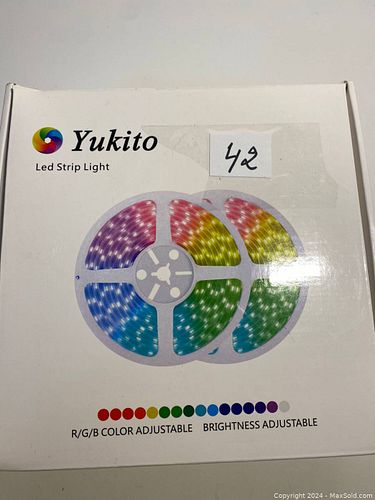 Yukito
Led Strip Light
42
R/G/B COLOR ADJUSTABLE BRIGHTNESS ADJUSTABLE
Copyright 2024 - MaxSold.com